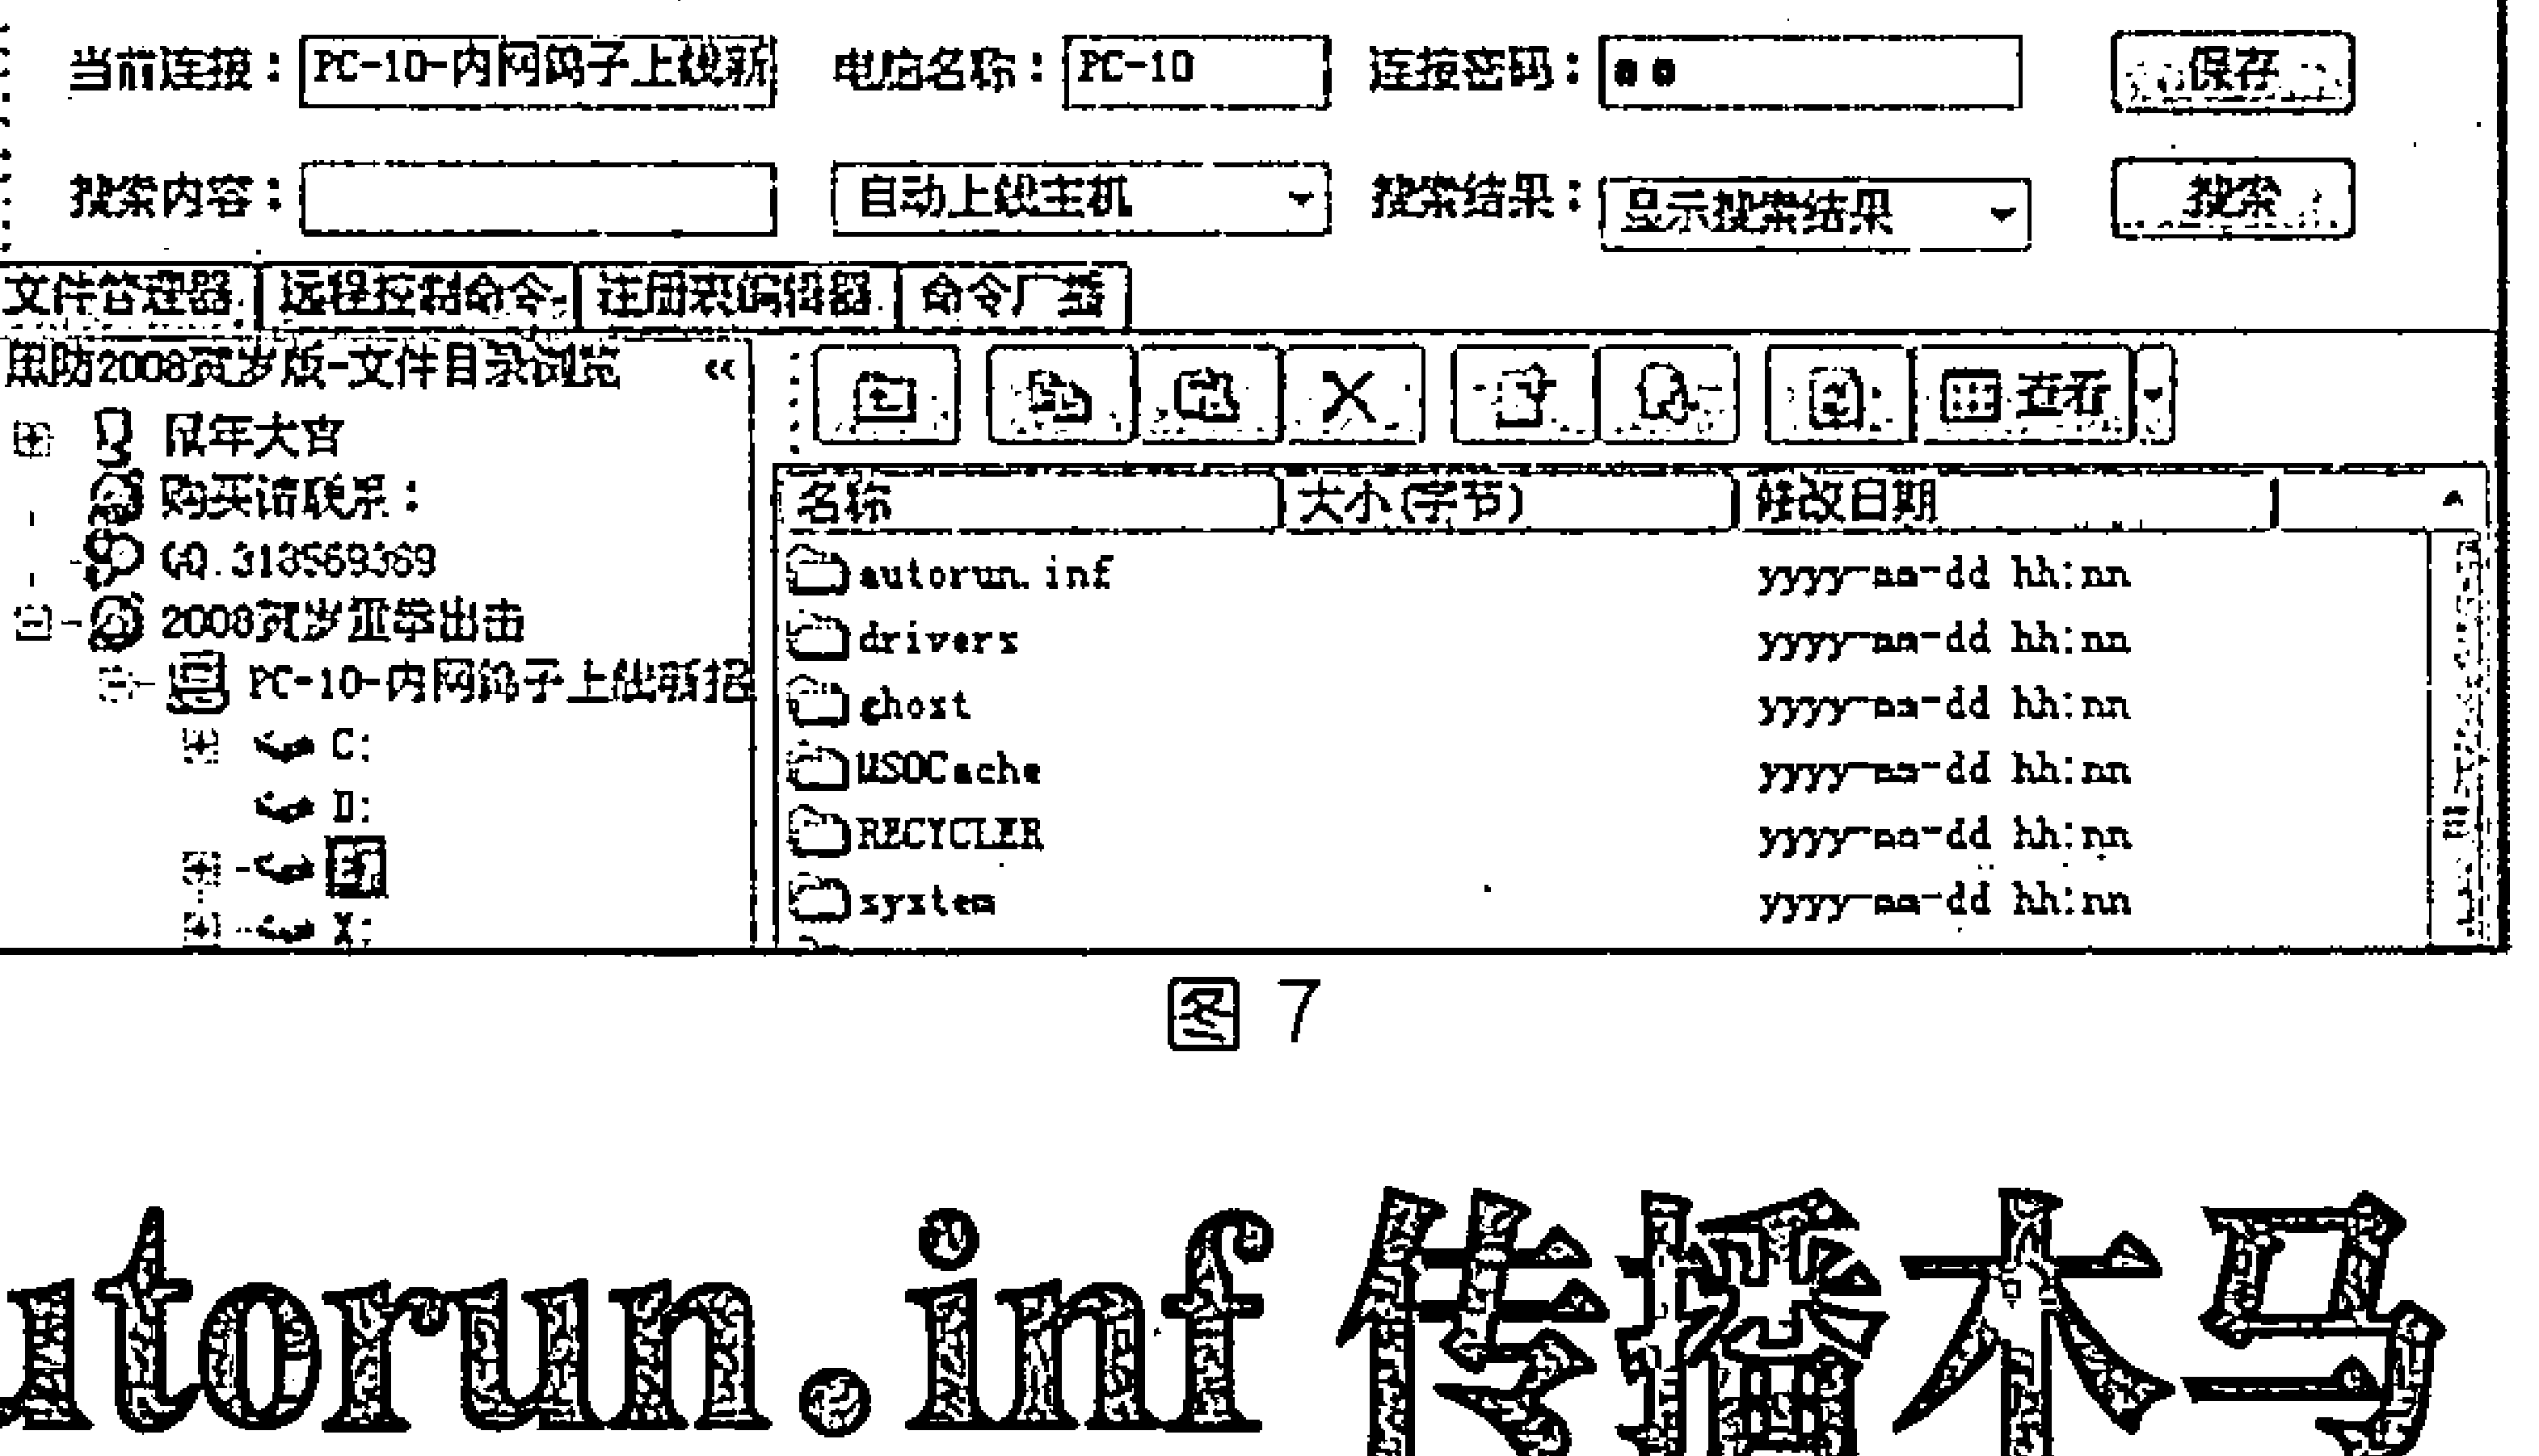 当前连接：PC-10-内网鸽子上线新 电脑名称：PC-10 连接密码： 保存
搜索内容： 自动上线主机 搜索结果：显示搜索结果 搜索
文件管理器 远程控制命令 注册表编辑器 命令广播
黑防2008贺岁版-文件目录浏览 « 查看
鼠年大吉
购买请联系：
2008贺岁亚举出击
PC-10-内网鸽子上线新招
C:
D:
X:
名称 大小(字节) 修改日期
autorun.inf yyyy-mm-dd hh:nn
drivers yyyy-mm-dd hh:nn
ghost yyyy-mm-dd hh:nn
MSOCache yyyy-mm-dd hh:nn
RECYCLER yyyy-mm-dd hh:nn
system yyyy-mm-dd hh:nn
图 7
utorun.inf 传播木马